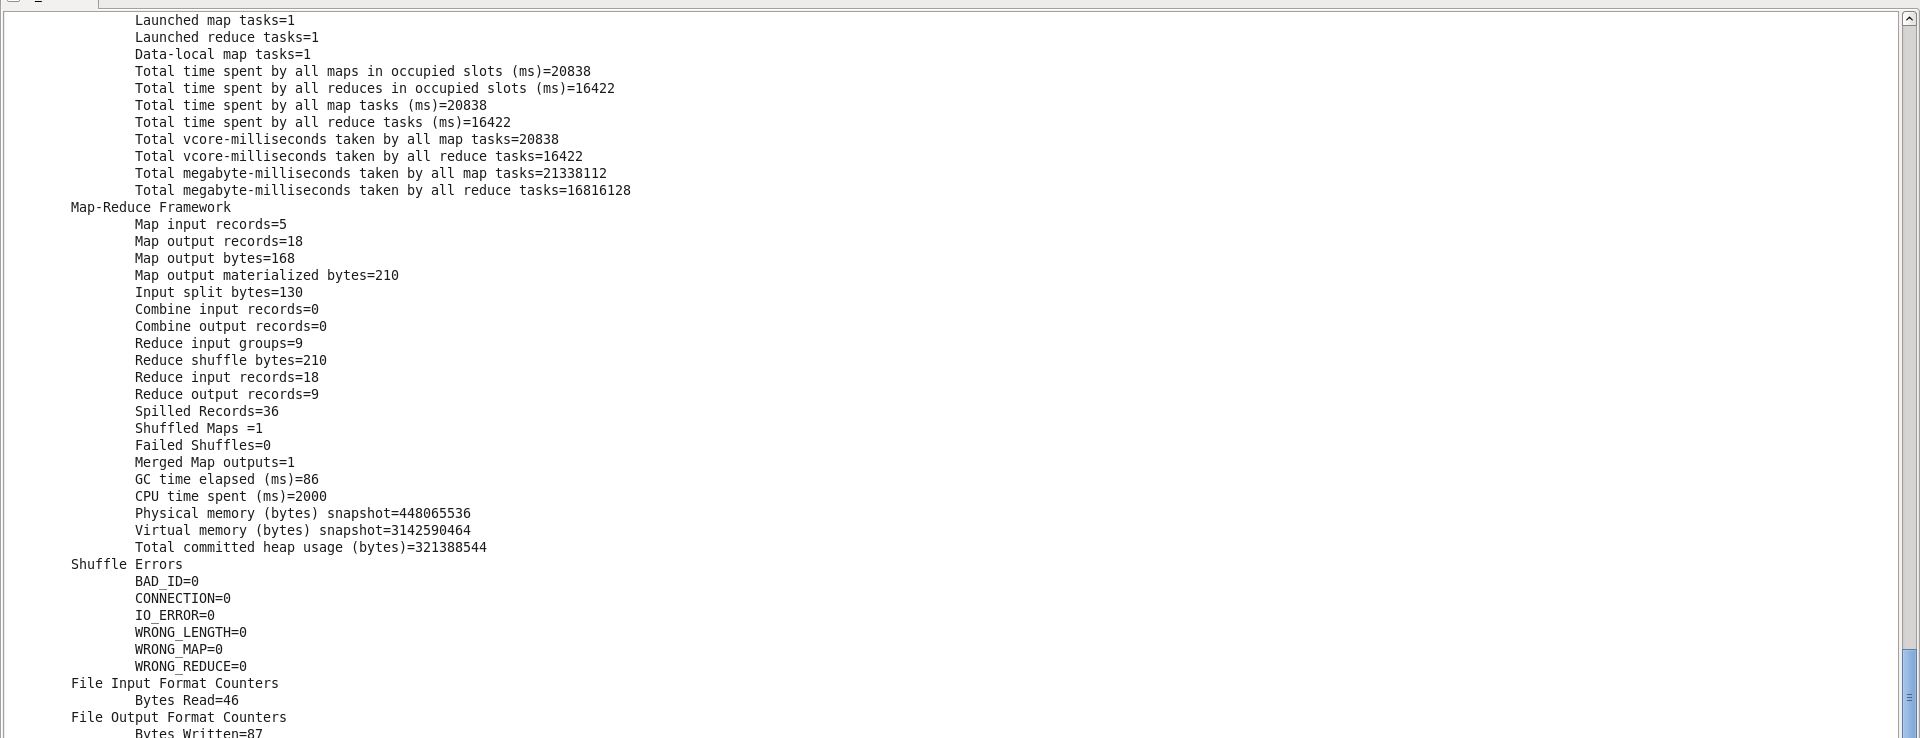 Launched map tasks=1
Launched reduce tasks=1
Data-local map tasks=1
Total time spent by all maps in occupied slots (ms)=20838
Total time spent by all reduces in occupied slots (ms)=16422
Total time spent by all map tasks (ms)=20838
Total time spent by all reduce tasks (ms)=16422
Total vcore-milliseconds taken by all map tasks=20838
Total vcore-milliseconds taken by all reduce tasks=16422
Total megabyte-milliseconds taken by all map tasks=21338112
Total megabyte-milliseconds taken by all reduce tasks=16816128
Map-Reduce Framework
Map input records=5
Map output records=18
Map output bytes=168
Map output materialized bytes=210
Input split bytes=130
Combine input records=0
Combine output records=0
Reduce input groups=9
Reduce shuffle bytes=210
Reduce input records=18
Reduce output records=9
Spilled Records=36
Shuffled Maps =1
Failed Shuffles=0
Merged Map outputs=1
GC time elapsed (ms)=86
CPU time spent (ms)=2000
Physical memory (bytes) snapshot=448065536
Virtual memory (bytes) snapshot=3142590464
Total committed heap usage (bytes)=321388544
Shuffle Errors
BAD_ID=0
CONNECTION=0
IO_ERROR=0
WRONG_LENGTH=0
WRONG_MAP=0
WRONG_REDUCE=0
File Input Format Counters
Bytes Read=46
File Output Format Counters
Bytes Written=87